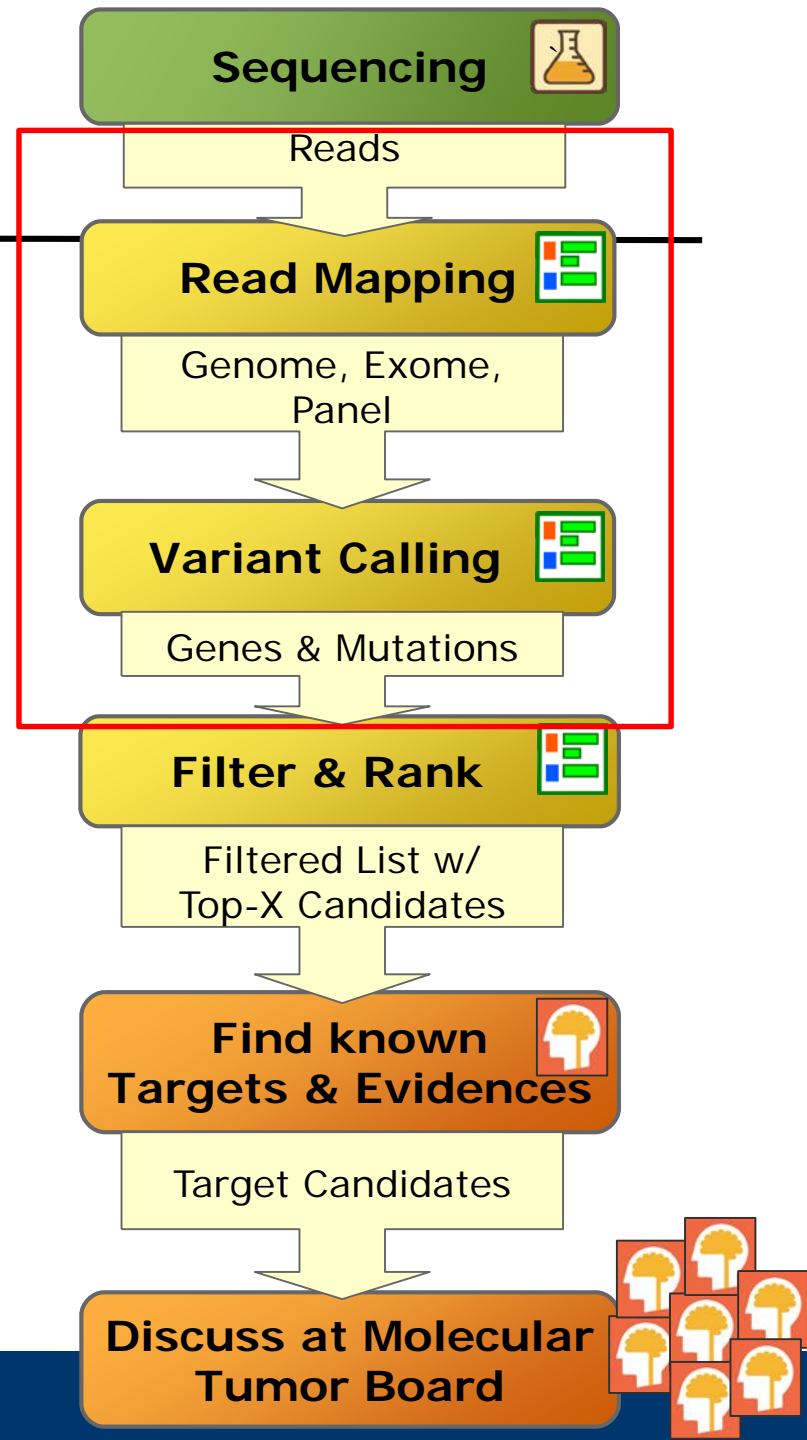 Sequencing
Reads
Read Mapping
Genome, Exome,
Panel
Variant Calling
Genes & Mutations
Filter & Rank
Filtered List w/
Top-X Candidates
Find known
Targets & Evidences
Target Candidates
Discuss at Molecular
Tumor Board